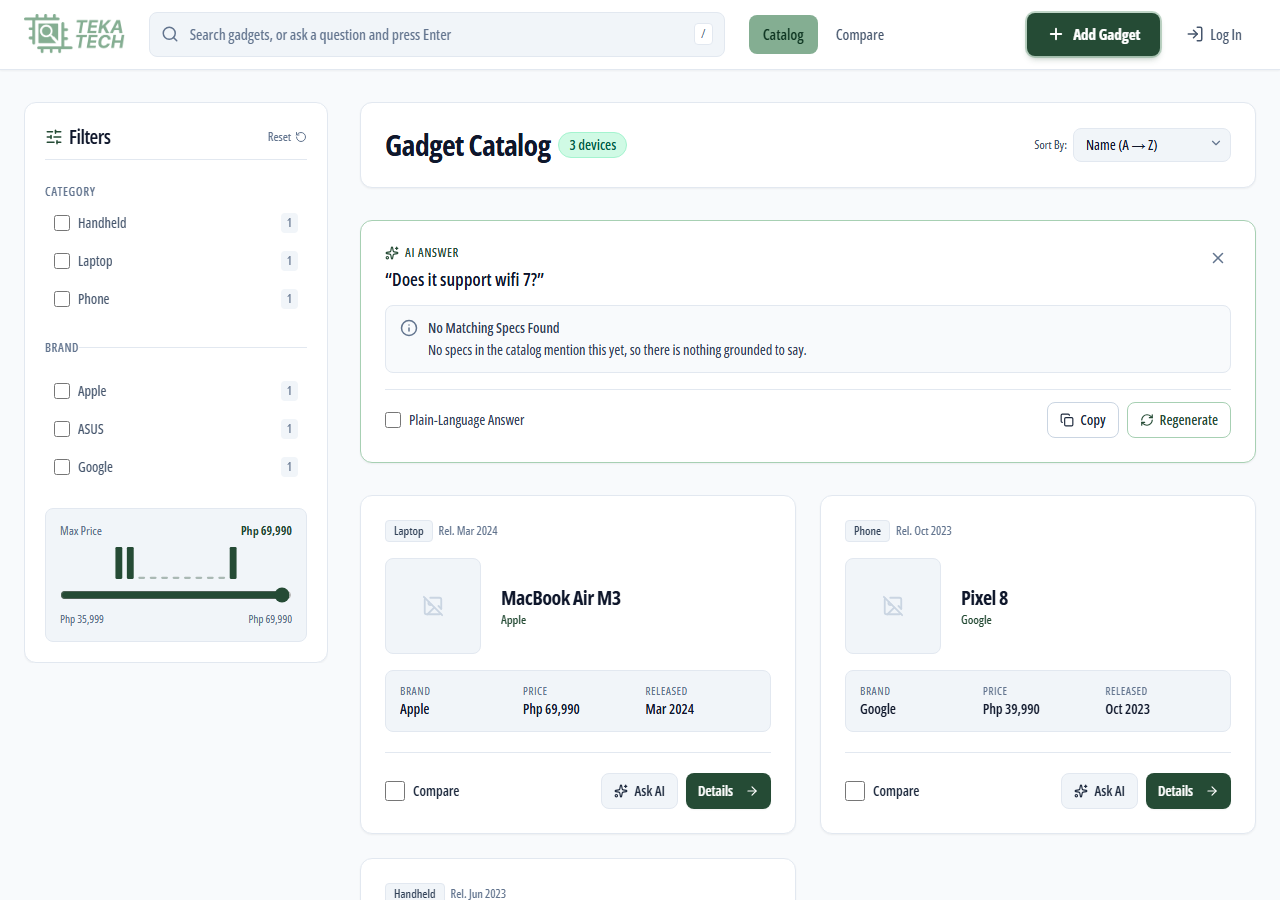 TEKA TECH
Search gadgets, or ask a question and press Enter
/
Catalog
Compare
Add Gadget
Log In
Filters
Reset
CATEGORY
Handheld 1
Laptop 1
Phone 1
BRAND
Apple 1
ASUS 1
Google 1
Max Price Php 69,990
Php 35,999 Php 69,990
Gadget Catalog 3 devices
Sort By: Name (A → Z)
AI ANSWER
“Does it support wifi 7?”
No Matching Specs Found
No specs in the catalog mention this yet, so there is nothing grounded to say.
Plain-Language Answer
Copy
Regenerate
Laptop Rel. Mar 2024
MacBook Air M3
Apple
BRAND PRICE RELEASED
Apple Php 69,990 Mar 2024
Compare
Ask AI
Details
Phone Rel. Oct 2023
Pixel 8
Google
BRAND PRICE RELEASED
Google Php 39,990 Oct 2023
Compare
Ask AI
Details
Handheld Rel. Jun 2023